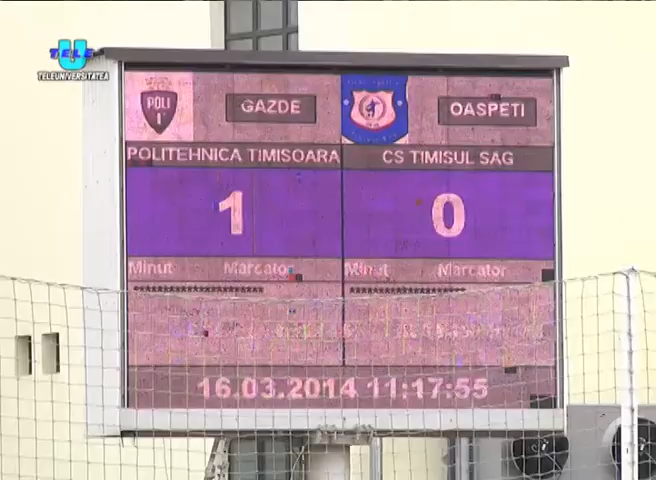 TELE U
TELEUNIVERSITATEA
POLI
GAZDE
OASPETI
POLITEHNICA TIMISOARA
CS TIMISUL SAG
1
0
Minut Marcator
Minut Marcator
16.03.2014 11:17:55